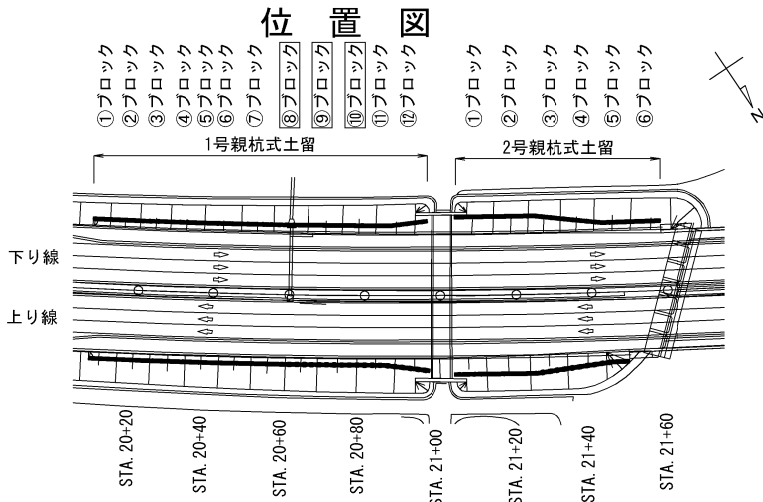 位置図
①ブロック
②ブロック
③ブロック
④ブロック
⑤ブロック
⑥ブロック
⑦ブロック
⑧ブロック
⑨ブロック
⑩ブロック
⑪ブロック
⑫ブロック
①ブロック
②ブロック
③ブロック
④ブロック
⑤ブロック
⑥ブロック
1号親杭式土留
2号親杭式土留
N
下り線
上り線
STA. 20+20
STA. 20+40
STA. 20+60
STA. 20+80
STA. 21+00
STA. 21+20
STA. 21+40
STA. 21+60